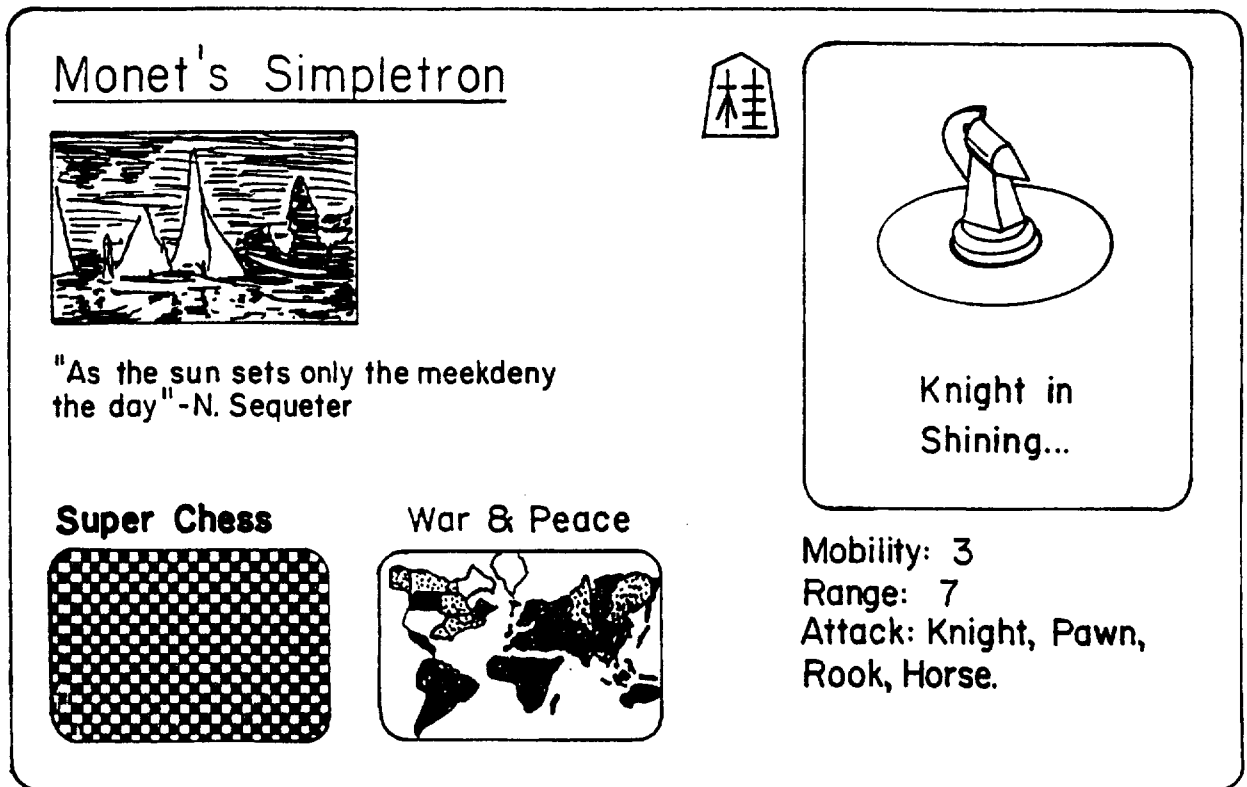 Monet's Simpletron
桂
"As the sun sets only the meekdeny
the day"-N. Sequeter
Super Chess
War & Peace
Knight in
Shining...
Mobility: 3
Range: 7
Attack: Knight, Pawn,
Rook, Horse.